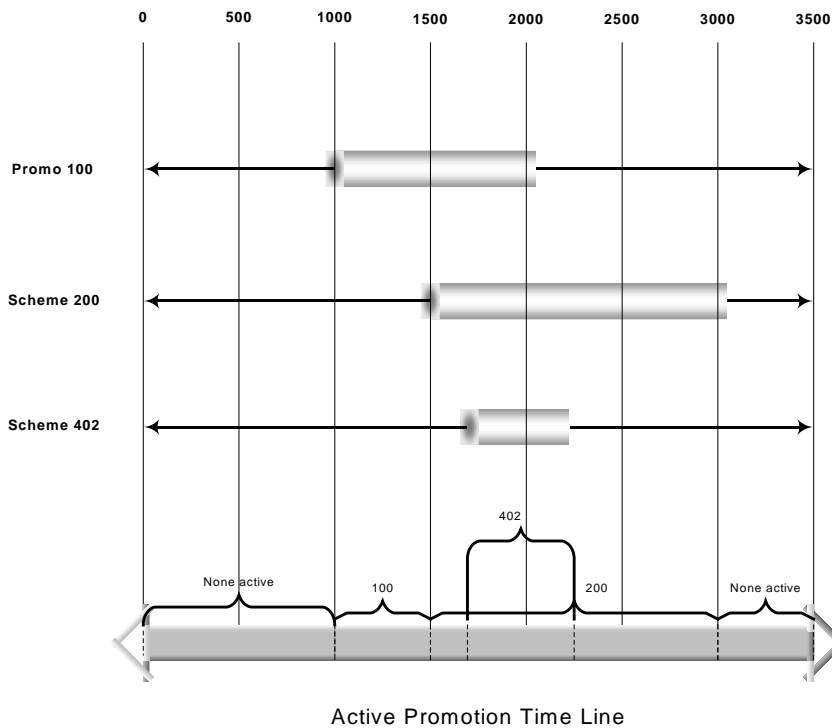 0 500 1000 1500 2000 2500 3000 3500
Promo 100
Scheme 200
Scheme 402
402
None active 100 200 None active
Active Promotion Time Line